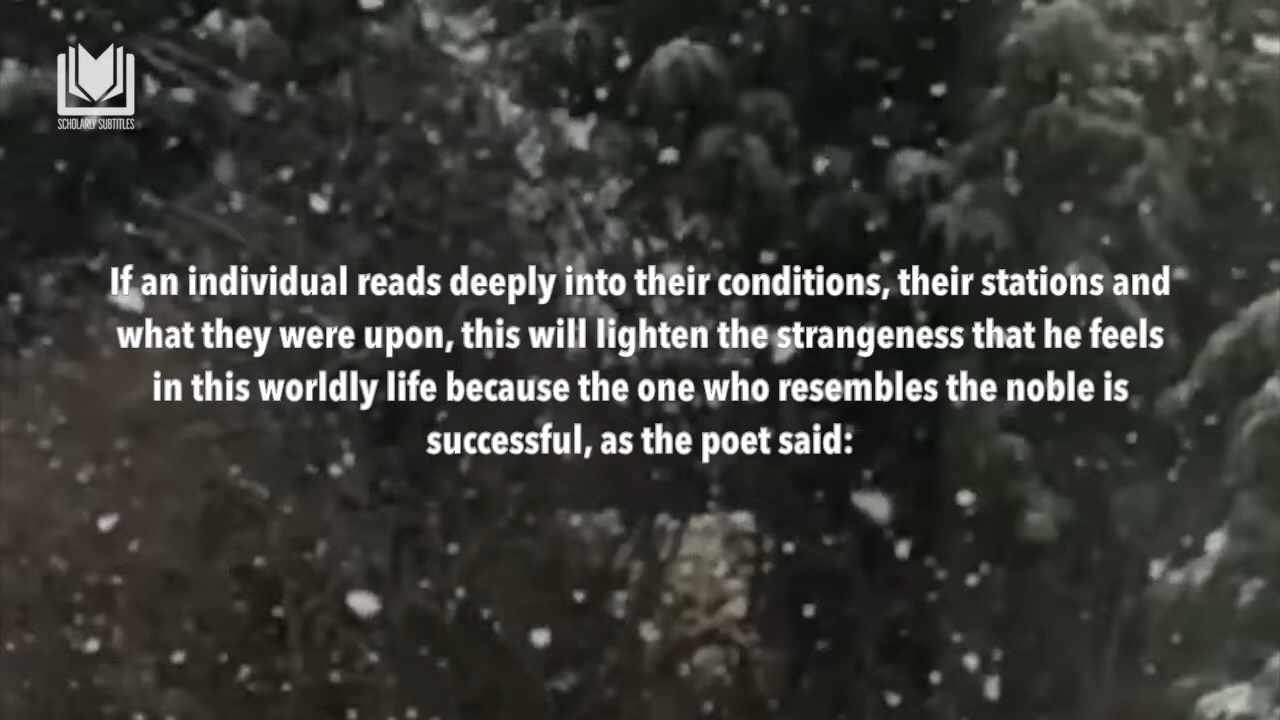 SCHOLARLY SUBTITLES
If an individual reads deeply into their conditions, their stations and
what they were upon, this will lighten the strangeness that he feels
in this worldly life because the one who resembles the noble is
successful, as the poet said: